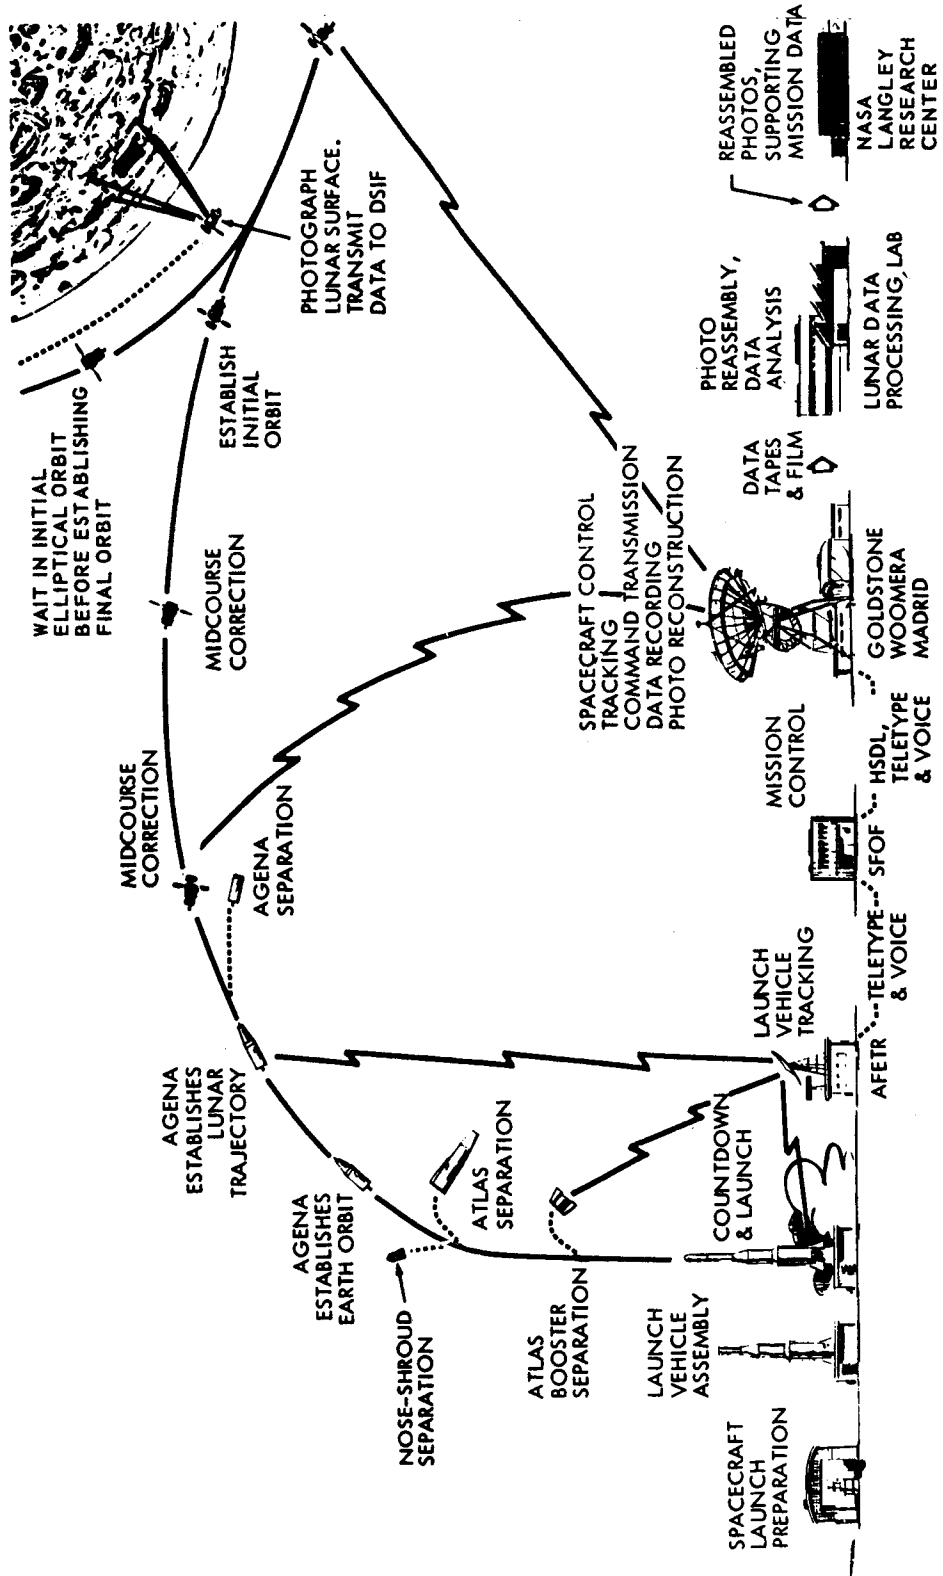 SPACECRAFT
LAUNCH
PREPARATION
LAUNCH
VEHICLE
ASSEMBLY
COUNTDOWN
& LAUNCH
ATLAS
BOOSTER
SEPARATION
NOSE-SHROUD
SEPARATION
ATLAS
SEPARATION
AGENA
ESTABLISHES
EARTH ORBIT
AGENA
ESTABLISHES
LUNAR
TRAJECTORY
AGENA
SEPARATION
MIDCOURSE
CORRECTION
MIDCOURSE
CORRECTION
WAIT IN INITIAL
ELLIPTICAL ORBIT
BEFORE ESTABLISHING
FINAL ORBIT
ESTABLISH
INITIAL
ORBIT
PHOTOGRAPH
LUNAR SURFACE.
TRANSMIT
DATA TO DSIF
LAUNCH
VEHICLE
TRACKING
AFETR
TELETYPE
& VOICE
SFOF
MISSION
CONTROL
HSDL,
TELETYPE
& VOICE
SPACECRAFT CONTROL
TRACKING
COMMAND TRANSMISSION
DATA RECORDING
PHOTO RECONSTRUCTION
GOLDSTONE
WOOMERA
MADRID
DATA
TAPES
& FILM
PHOTO
REASSEMBLY,
DATA
ANALYSIS
LUNAR DATA
PROCESSING, LAB
REASSEMBLED
PHOTOS,
SUPPORTING
MISSION DATA
NASA
LANGLEY
RESEARCH
CENTER